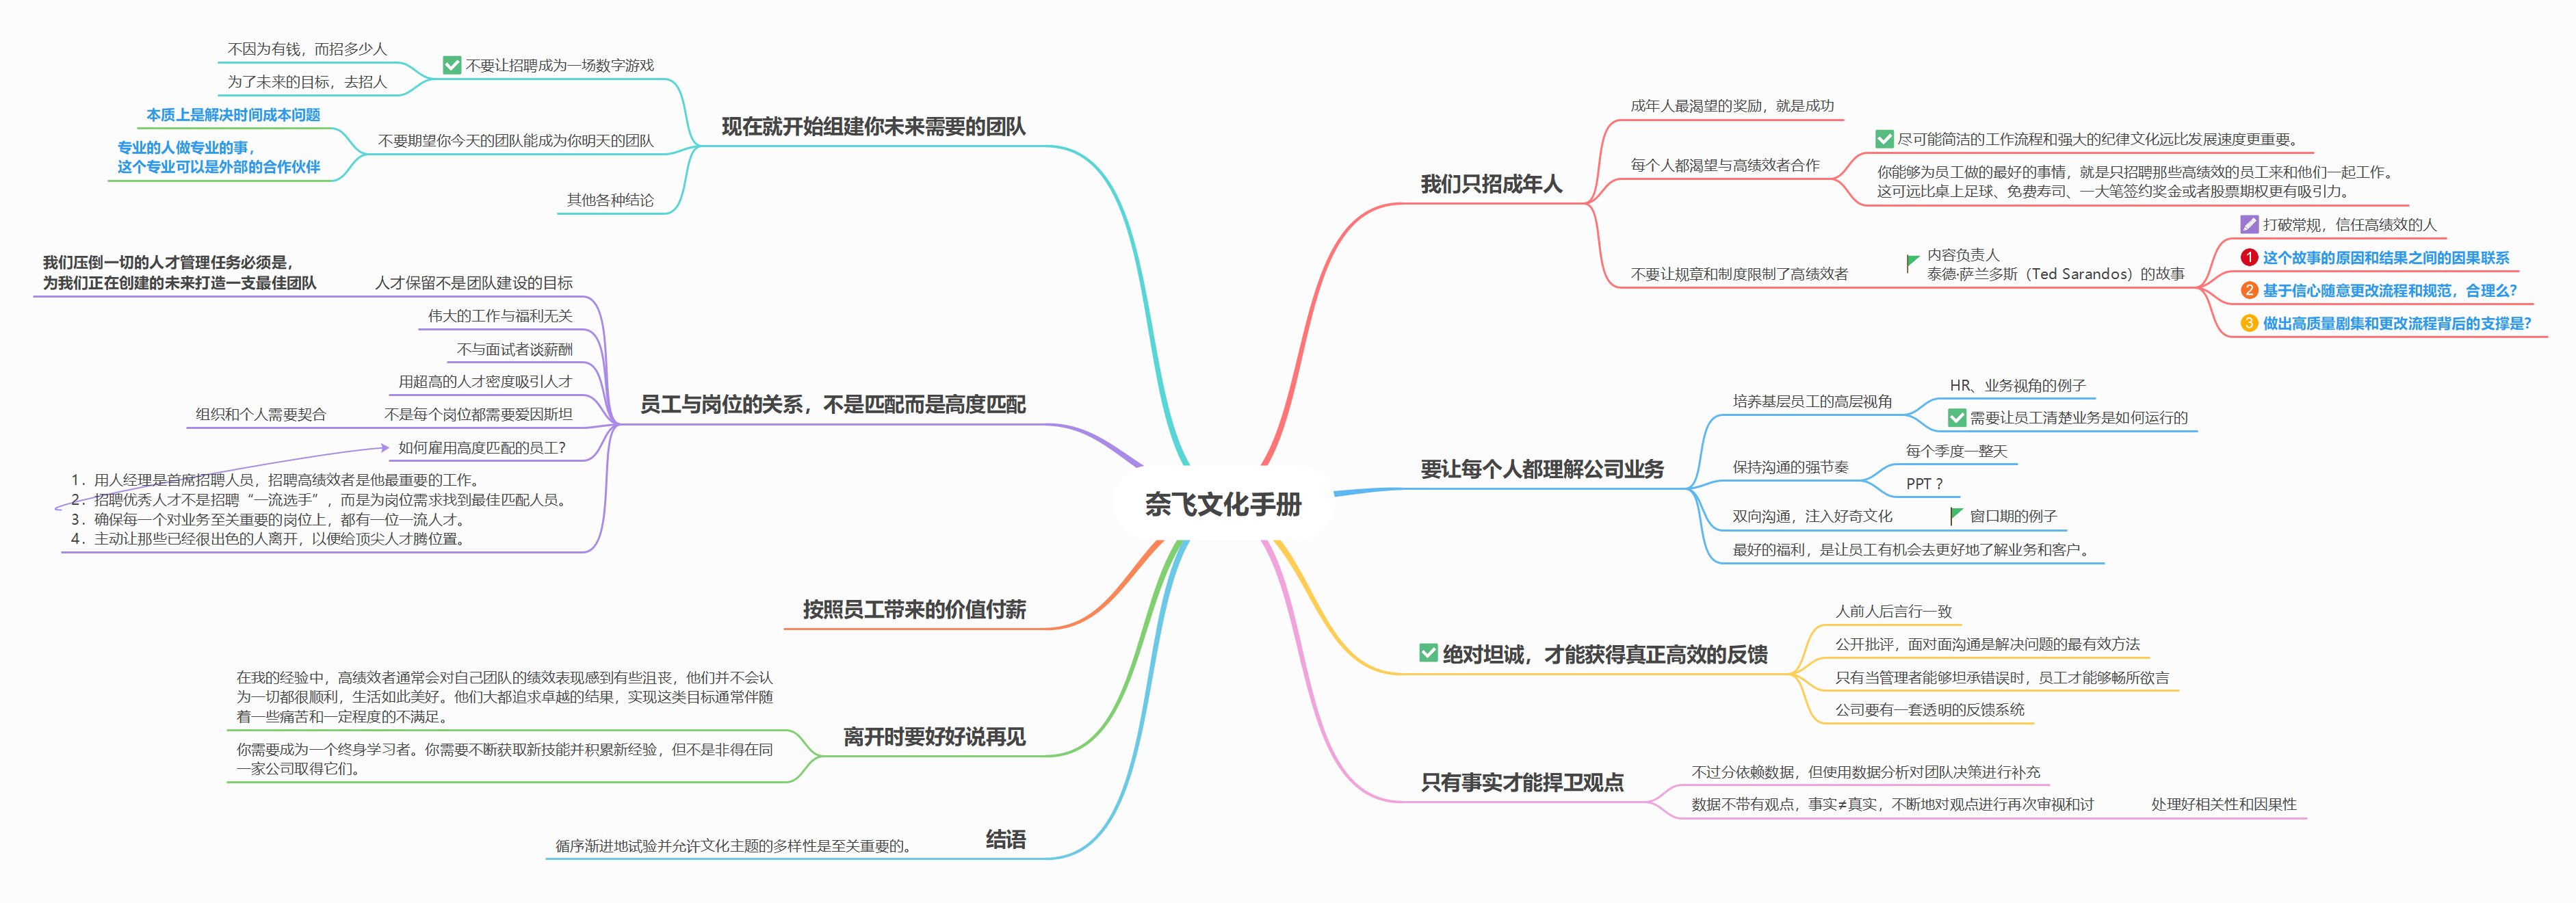 奈飞文化手册
我们只招成年人
成年人最渴望的奖励，就是成功
每个人都渴望与高绩效者合作
尽可能简洁的工作流程和强大的纪律文化远比发展速度更重要。
你能够为员工做的最好的事情，就是只招聘那些高绩效的员工来和他们一起工作。
这可远比桌上足球、免费寿司、一大笔签约奖金或者股票期权更有吸引力。
不要让规章和制度限制了高绩效者
内容负责人
泰德·萨兰多斯（Ted Sarandos）的故事
打破常规，信任高绩效的人
1 这个故事的原因和结果之间的因果联系
2 基于信心随意更改流程和规范，合理么？
3 做出高质量剧集和更改流程背后的支撑是？
要让每个人都理解公司业务
培养基层员工的高层视角
HR、业务视角的例子
需要让员工清楚业务是如何运行的
保持沟通的强节奏
每个季度一整天
PPT？
双向沟通，注入好奇文化
窗口期的例子
最好的福利，是让员工有机会去更好地了解业务和客户。
绝对坦诚，才能获得真正高效的反馈
人前人后言行一致
公开批评，面对面沟通是解决问题的最有效方法
只有当管理者能够坦承错误时，员工才能够畅所欲言
公司要有一套透明的反馈系统
只有事实才能捍卫观点
不过分依赖数据，但使用数据分析对团队决策进行补充
数据不带有观点，事实≠真实，不断地对观点进行再次审视和讨
处理好相关性和因果性
现在就开始组建你未来需要的团队
不要让招聘成为一场数字游戏
不因为有钱，而招多少人
为了未来的目标，去招人
不要期望你今天的团队能成为你明天的团队
本质上是解决时间成本问题
专业的人做专业的事，
这个专业可以是外部的合作伙伴
其他各种结论
员工与岗位的关系，不是匹配而是高度匹配
人才保留不是团队建设的目标
我们压倒一切的人才管理任务必须是，
为我们正在创建的未来打造一支最佳团队
伟大的工作与福利无关
不与面试者谈薪酬
用超高的人才密度吸引人才
不是每个岗位都需要爱因斯坦
组织和个人需要契合
如何雇用高度匹配的员工？
1. 用人经理是首席招聘人员，招聘高绩效者是他最重要的工作。
2. 招聘优秀人才不是招聘“一流选手”，而是为岗位需求找到最佳匹配人员。
3. 确保每一个对业务至关重要的岗位上，都有一位一流人才。
4. 主动让那些已经很出色的人离开，以便给顶尖人才腾位置。
按照员工带来的价值付薪
离开时要好好说再见
在我的经验中，高绩效者通常会对自己团队的绩效表现感到有些沮丧，他们并不会认
为一切都很顺利，生活如此美好。他们大都追求卓越的结果，实现这类目标通常伴随
着一些痛苦和一定程度的不满足。
你需要成为一个终身学习者。你需要不断获取新技能并积累新经验，但不是非得在同
一家公司取得它们。
结语
循序渐进地试验并允许文化主题的多样性是至关重要的。